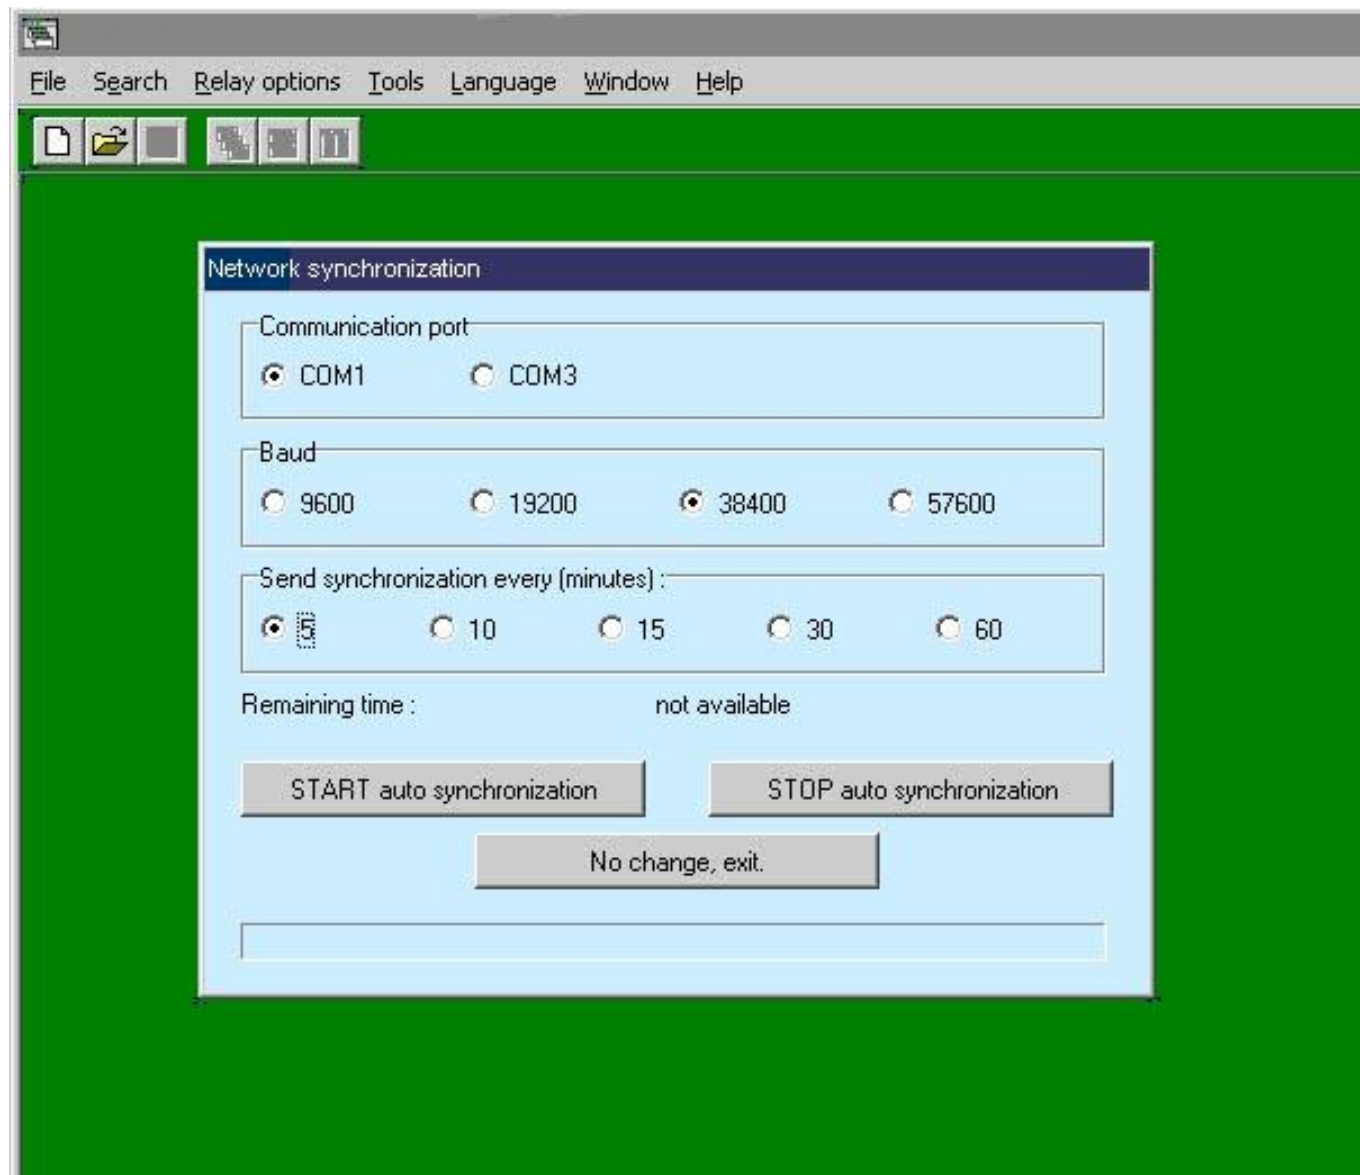 File Search Relay options Tools Language Window Help
Network synchronization
Communication port
COM1 COM3
Baud
9600 19200 38400 57600
Send synchronization every (minutes) :
5 10 15 30 60
Remaining time : not available
START auto synchronization STOP auto synchronization
No change, exit.